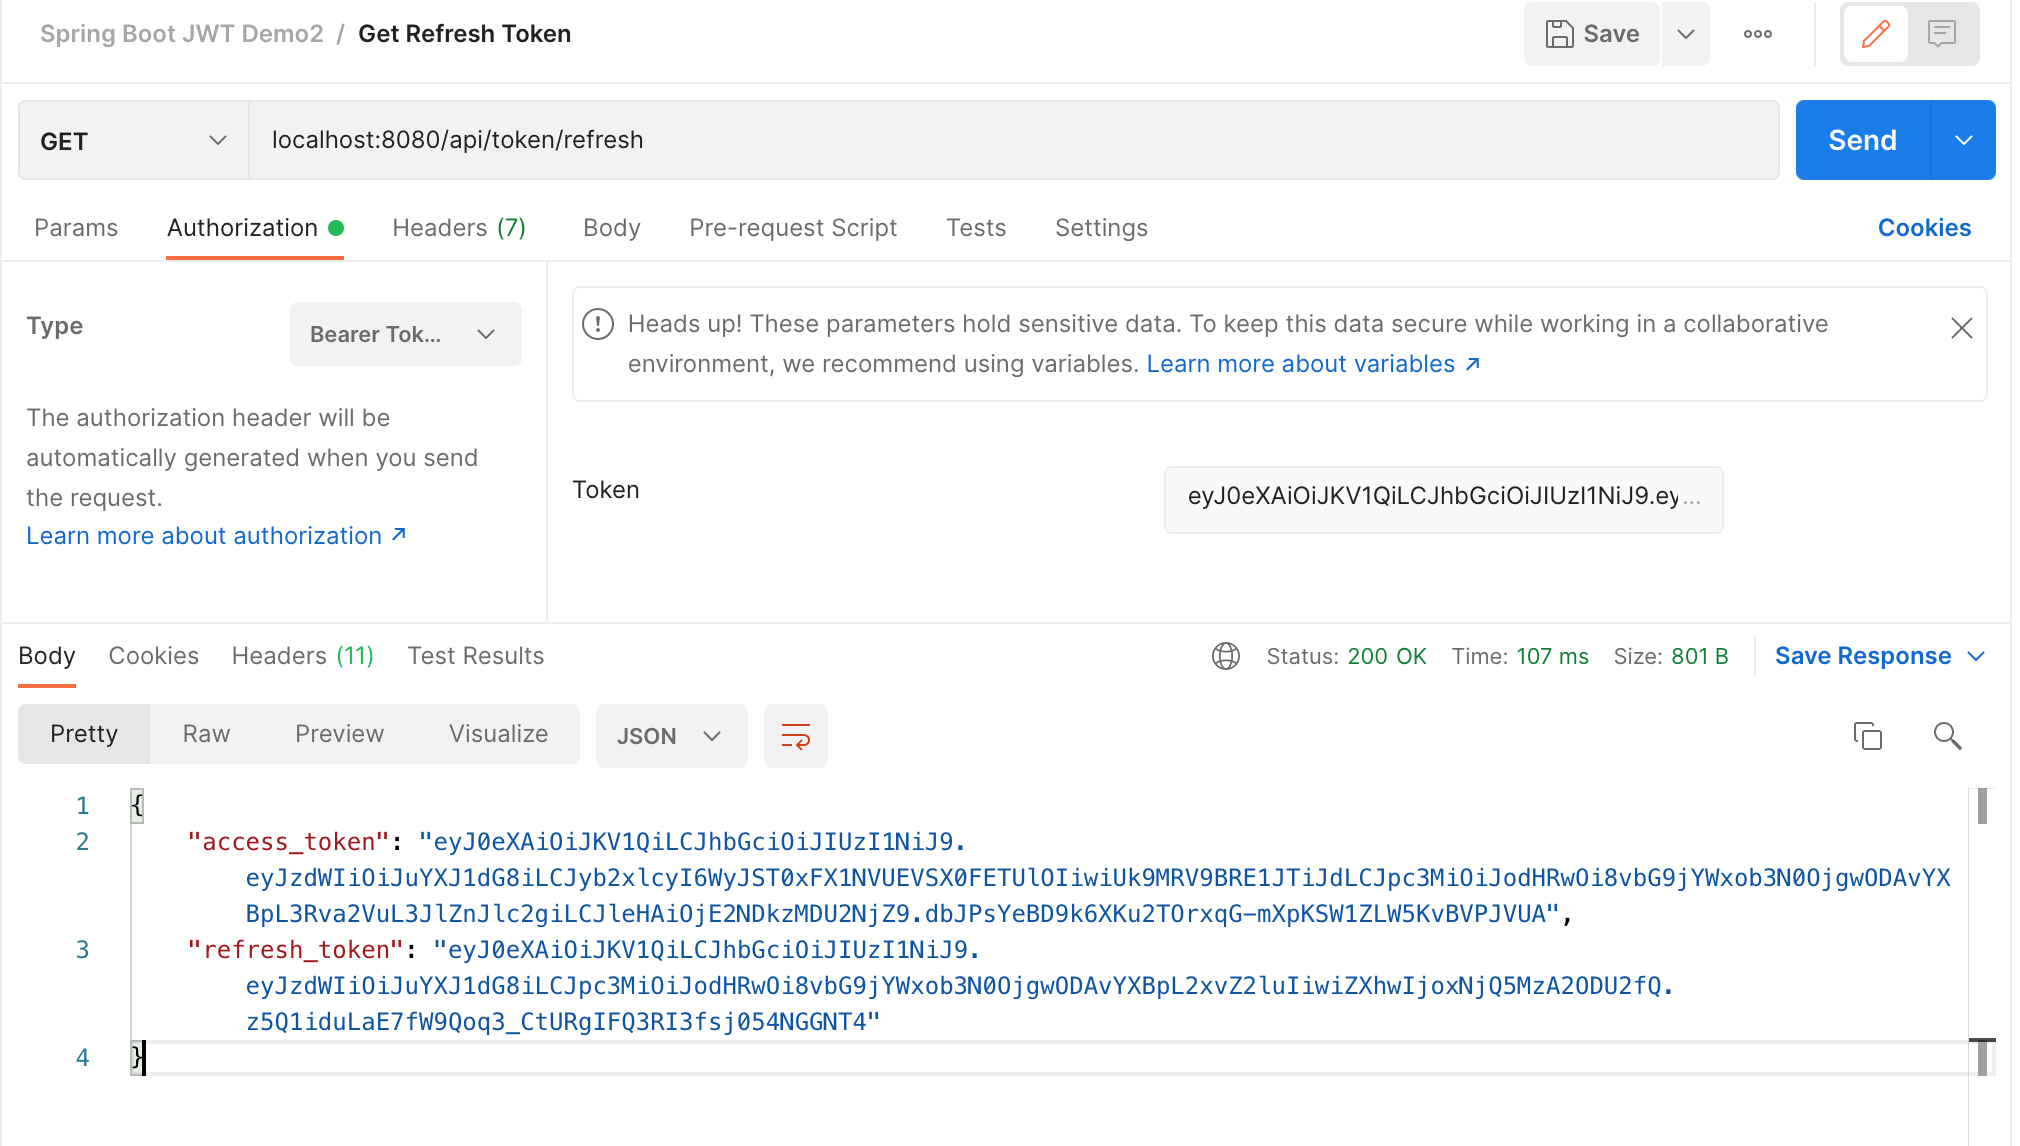 Spring Boot JWT Demo2 / Get Refresh Token
Save
GET
localhost:8080/api/token/refresh
Send
Params
Authorization
Headers (7)
Body
Pre-request Script
Tests
Settings
Cookies
Type
Bearer Tok...
The authorization header will be
automatically generated when you send
the request.
Learn more about authorization ↗
Heads up! These parameters hold sensitive data. To keep this data secure while working in a collaborative
environment, we recommend using variables. Learn more about variables ↗
Token
eyJ0eXAiOiJKV1QiLCJhbGciOiJIUzI1NiJ9.ey...
Body
Cookies
Headers (11)
Test Results
Status: 200 OK
Time: 107 ms
Size: 801 B
Save Response
Pretty
Raw
Preview
Visualize
JSON
1 {
2 "access_token": "eyJ0eXAiOiJKV1QiLCJhbGciOiJIUzI1NiJ9.
eyJzdWIiOiJuYXJ1dG8iLCJyb2xlcyI6WyJST0xFX1NVUEVSX0FETUlOIiwiUk9MRV9BRE1JTiJdLCJpc3MiOiJodHRwOi8vbG9jYWxob3N0OjgwODAvYX
BpL3Rva2VuL3JlZnJlc2giLCJleHAiOjE2NDkzMDU2NjZ9.dbJPsYeBD9k6XKu2TOrxqG-mXpKSW1ZLW5KvBVPJVUA",
3 "refresh_token": "eyJ0eXAiOiJKV1QiLCJhbGciOiJIUzI1NiJ9.
eyJzdWIiOiJuYXJ1dG8iLCJpc3MiOiJodHRwOi8vbG9jYWxob3N0OjgwODAvYXBpL2xvZ2luIiwiZXhwIjoxNjQ5MzA2ODU2fQ.
z5Q1iduLaE7fW9Qoq3_CtURgIFQ3RI3fsj054NGGNT4"
4 }